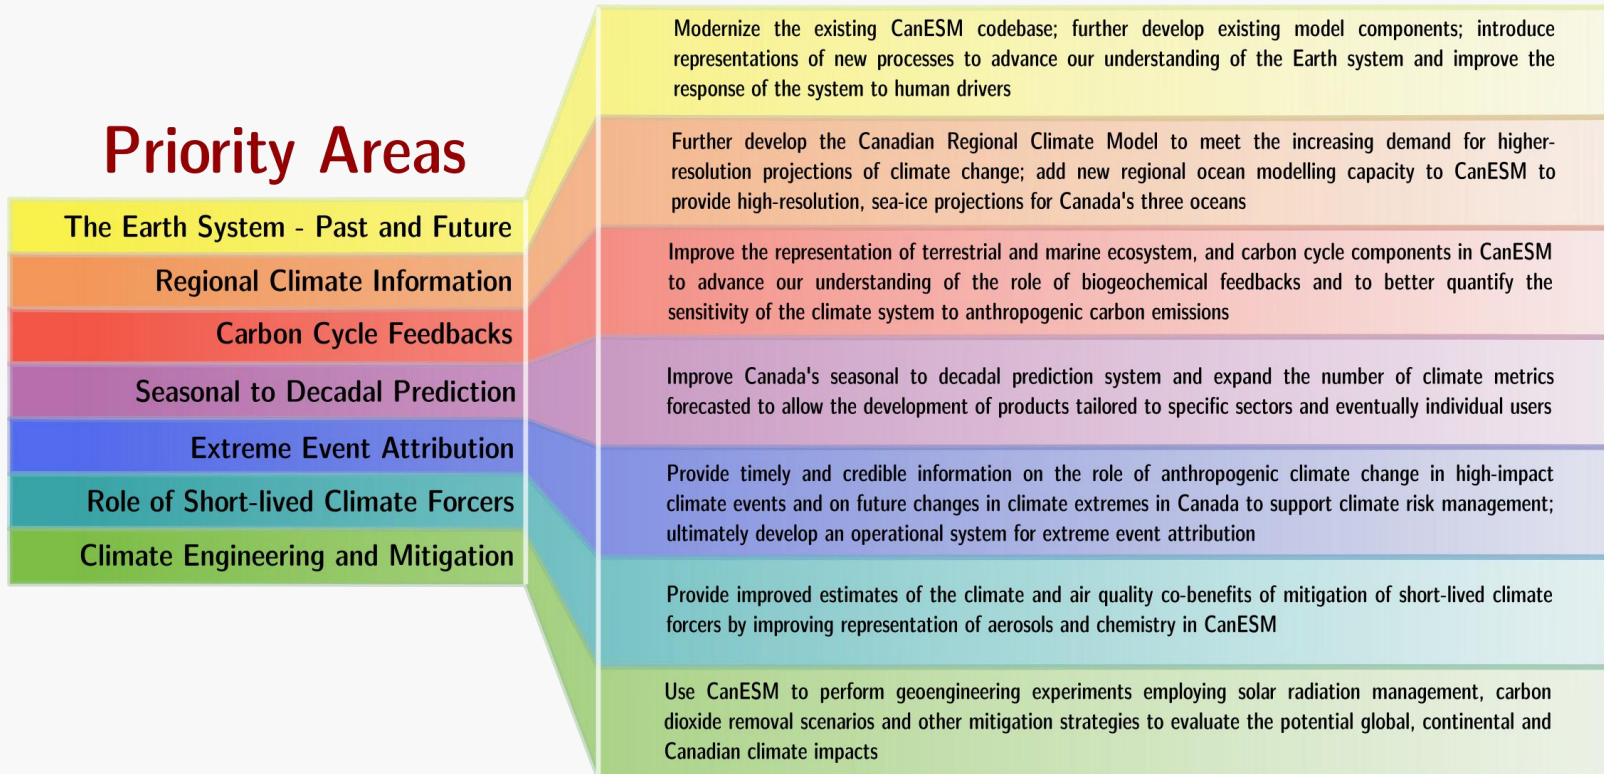 Priority Areas
The Earth System - Past and Future
Regional Climate Information
Carbon Cycle Feedbacks
Seasonal to Decadal Prediction
Extreme Event Attribution
Role of Short-lived Climate Forcers
Climate Engineering and Mitigation
Modernize the existing CanESM codebase; further develop existing model components; introduce
representations of new processes to advance our understanding of the Earth system and improve the
response of the system to human drivers
Further develop the Canadian Regional Climate Model to meet the increasing demand for higher-
resolution projections of climate change; add new regional ocean modelling capacity to CanESM to
provide high-resolution, sea-ice projections for Canada's three oceans
Improve the representation of terrestrial and marine ecosystem, and carbon cycle components in CanESM
to advance our understanding of the role of biogeochemical feedbacks and to better quantify the
sensitivity of the climate system to anthropogenic carbon emissions
Improve Canada's seasonal to decadal prediction system and expand the number of climate metrics
forecasted to allow the development of products tailored to specific sectors and eventually individual users
Provide timely and credible information on the role of anthropogenic climate change in high-impact
climate events and on future changes in climate extremes in Canada to support climate risk management;
ultimately develop an operational system for extreme event attribution
Provide improved estimates of the climate and air quality co-benefits of mitigation of short-lived climate
forcers by improving representation of aerosols and chemistry in CanESM
Use CanESM to perform geoengineering experiments employing solar radiation management, carbon
dioxide removal scenarios and other mitigation strategies to evaluate the potential global, continental and
Canadian climate impacts